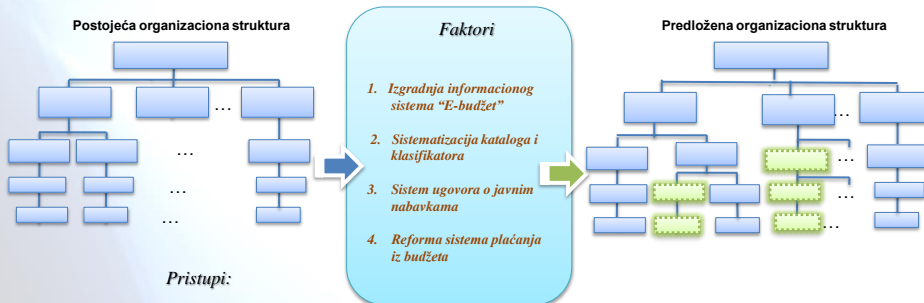 Postojeća organizaciona struktura
...
...
...
...
Faktori
1. Izgradnja informacionog
sistema “E-budžet”
2. Sistematizacija kataloga i
klasifikatora
3. Sistem ugovora o javnim
nabavkama
4. Reforma sistema plaćanja
iz budžeta
Predložena organizaciona struktura
...
...
...
...
Pristupi: